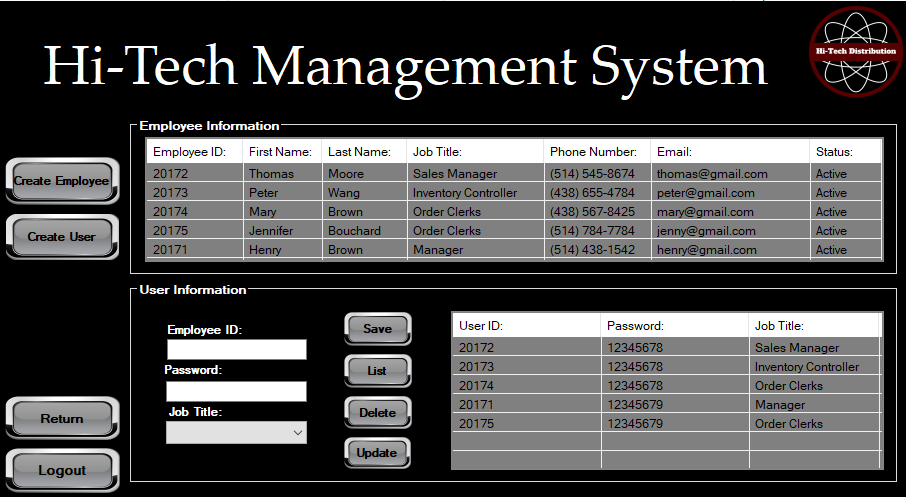 Hi-Tech Management System
Hi-Tech Distribution
Employee Information
Employee ID: First Name: Last Name: Job Title: Phone Number: Email: Status:
20172 Thomas Moore Sales Manager (514) 545-8674 thomas@gmail.com Active
20173 Peter Wang Inventory Controller (438) 655-4784 peter@gmail.com Active
20174 Mary Brown Order Clerks (438) 567-8425 mary@gmail.com Active
20175 Jennifer Bouchard Order Clerks (514) 784-7784 jenny@gmail.com Active
20171 Henry Brown Manager (514) 438-1542 henry@gmail.com Active
Create Employee
Create User
User Information
Employee ID:
Password:
Job Title:
Save
List
Delete
Update
User ID: Password: Job Title:
20172 12345678 Sales Manager
20173 12345678 Inventory Controller
20174 12345678 Order Clerks
20171 12345679 Manager
20175 12345679 Order Clerks
Return
Logout